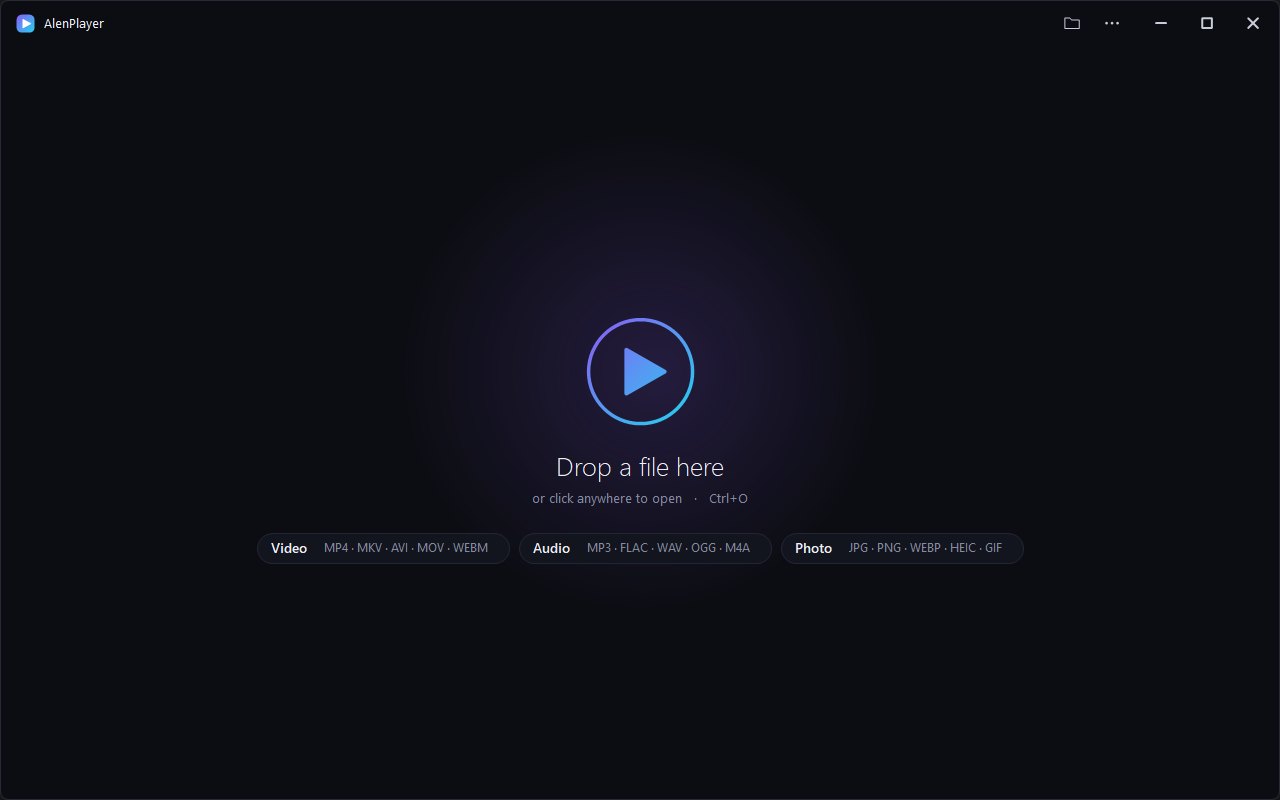 AlenPlayer
Drop a file here
or click anywhere to open · Ctrl+O
Video MP4 · MKV · AVI · MOV · WEBM
Audio MP3 · FLAC · WAV · OGG · M4A
Photo JPG · PNG · WEBP · HEIC · GIF